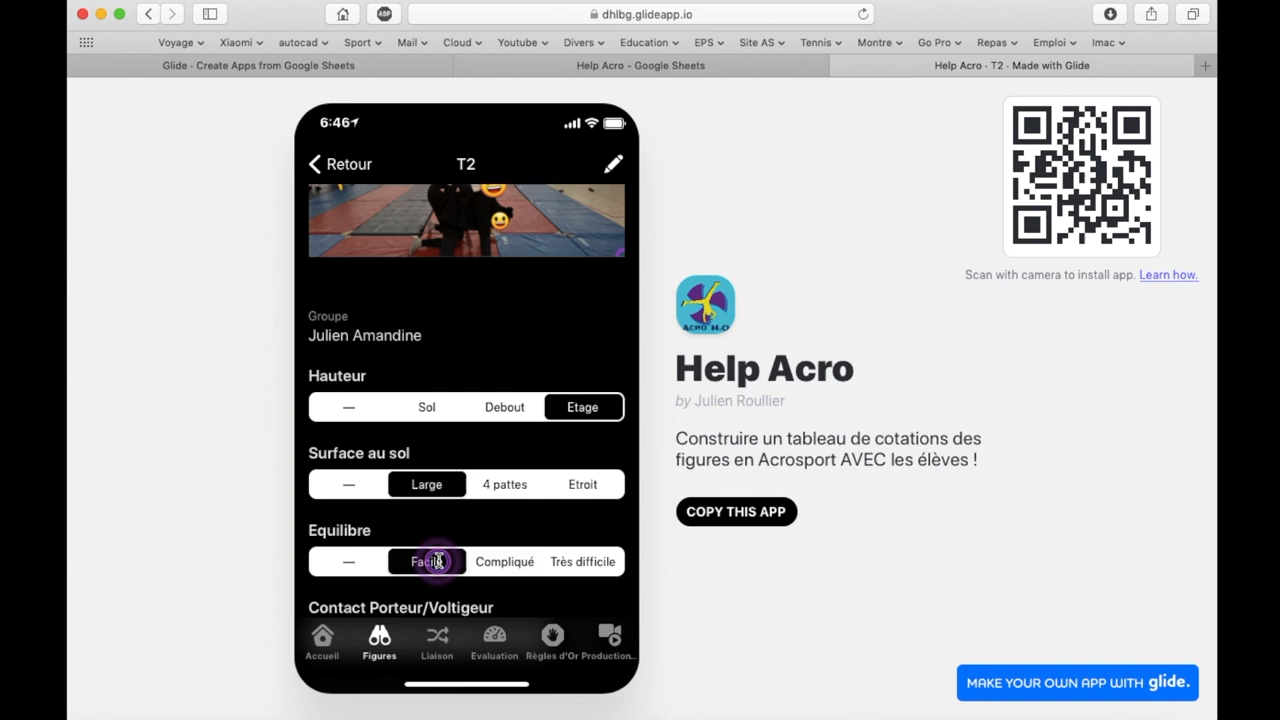 ABP
dhlbg.glideapp.io
Voyage Xiaomi autocad Sport Mail Cloud Youtube Divers Education EPS Site AS Tennis Montre Go Pro Repas Emploi Imac
Glide - Create Apps from Google Sheets
Help Acro - Google Sheets
Help Acro · T2 · Made with Glide
6:46
Retour
T2
Groupe
Julien Amandine
Hauteur
— Sol Debout Etage
Surface au sol
— Large 4 pattes Etroit
Equilibre
— Facile Compliqué Très difficile
Contact Porteur/Voltigeur
Accueil Figures Liaison Evaluation Règles d'Or Production...
Scan with camera to install app. Learn how.
ACRO H.O
Help Acro
by Julien Roullier
Construire un tableau de cotations des
figures en Acrosport AVEC les élèves !
COPY THIS APP
MAKE YOUR OWN APP WITH glide.